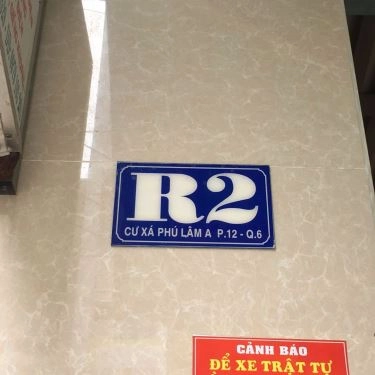 R2
CƯ XÁ PHÚ LÂM A P.12 - Q.6
CẢNH BÁO
ĐỂ XE TRẬT TỰ